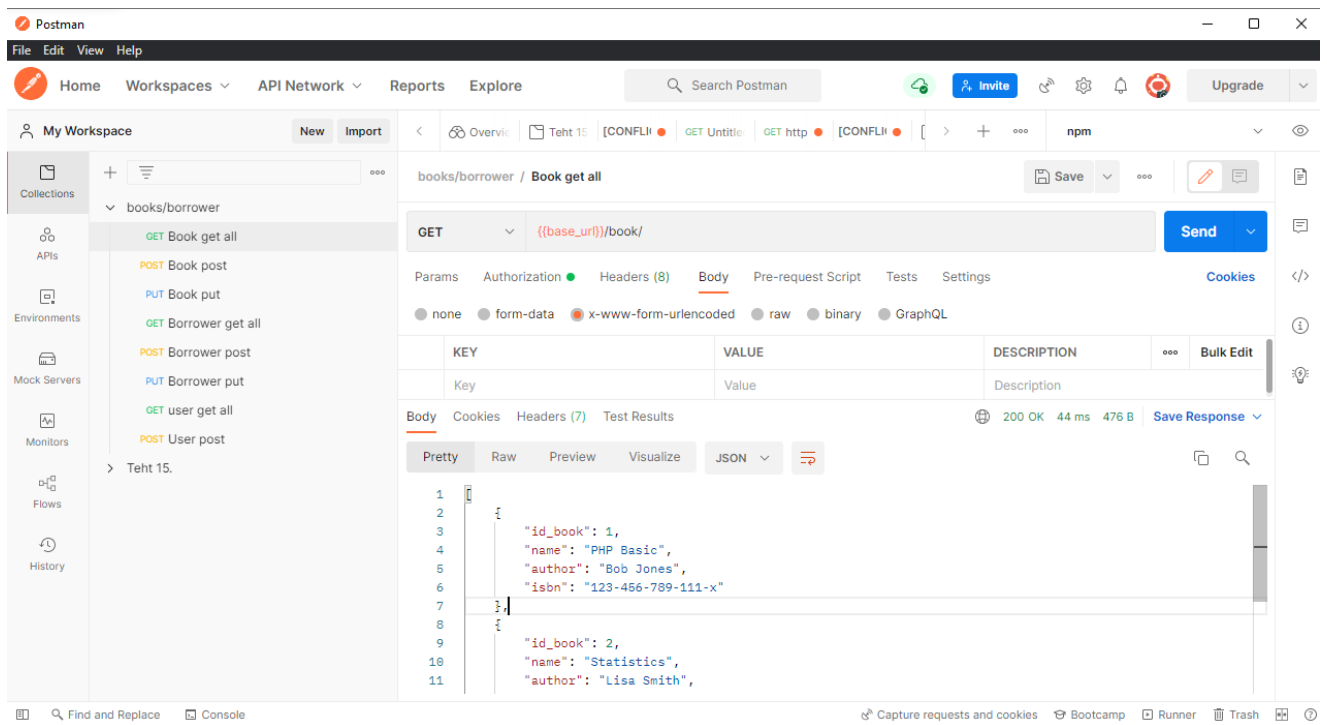 Postman
File Edit View Help
Home Workspaces API Network Reports Explore Search Postman Invite Upgrade
My Workspace New Import Overvie Teht 15 [CONFLI GET Untitle GET http [CONFLI [ npm
Collections
APIs
Environments
Mock Servers
Monitors
Flows
History
books/borrower
GET Book get all
POST Book post
PUT Book put
GET Borrower get all
POST Borrower post
PUT Borrower put
GET user get all
POST User post
Teht 15.
books/borrower / Book get all Save
GET {{base_url}}/book/ Send
Params Authorization Headers (8) Body Pre-request Script Tests Settings Cookies
none form-data x-www-form-urlencoded raw binary GraphQL
KEY VALUE DESCRIPTION Bulk Edit
Key Value Description
Body Cookies Headers (7) Test Results 200 OK 44 ms 476 B Save Response
Pretty Raw Preview Visualize JSON
1 [
2 {
3 "id_book": 1,
4 "name": "PHP Basic",
5 "author": "Bob Jones",
6 "isbn": "123-456-789-111-x"
7 },
8 {
9 "id_book": 2,
10 "name": "Statistics",
11 "author": "Lisa Smith",
Find and Replace Console Capture requests and cookies Bootcamp Runner Trash